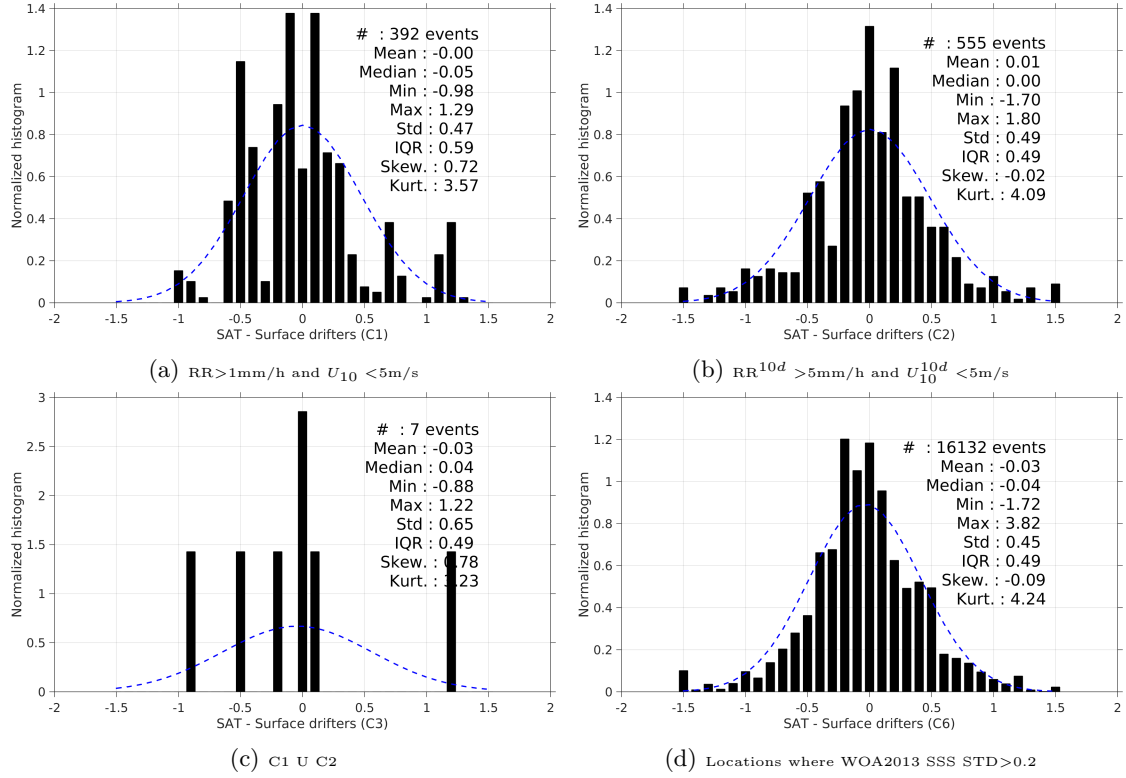 1.4
1.2
1
0.8
0.6
0.4
0.2
0
Normalized histogram
# : 392 events
Mean : -0.00
Median : -0.05
Min : -0.98
Max : 1.29
Std : 0.47
IQR : 0.59
Skew. : 0.72
Kurt. : 3.57
-2 -1.5 -1 -0.5 0 0.5 1 1.5 2
SAT - Surface drifters (C1)
(a) RR>1mm/h and U10 <5m/s
1.4
1.2
1
0.8
0.6
0.4
0.2
0
Normalized histogram
# : 555 events
Mean : 0.01
Median : 0.00
Min : -1.70
Max : 1.80
Std : 0.49
IQR : 0.49
Skew. : -0.02
Kurt. : 4.09
-2 -1.5 -1 -0.5 0 0.5 1 1.5 2
SAT - Surface drifters (C2)
(b) RR10d >5mm/h and U10d10 <5m/s
3
2.5
2
1.5
1
0.5
0
Normalized histogram
# : 7 events
Mean : -0.03
Median : 0.04
Min : -0.88
Max : 1.22
Std : 0.65
IQR : 0.49
Skew. : 0.78
Kurt. : 3.23
-2 -1.5 -1 -0.5 0 0.5 1 1.5 2
SAT - Surface drifters (C3)
(c) C1 U C2
1.4
1.2
1
0.8
0.6
0.4
0.2
0
Normalized histogram
# : 16132 events
Mean : -0.03
Median : -0.04
Min : -1.72
Max : 3.82
Std : 0.45
IQR : 0.49
Skew. : -0.09
Kurt. : 4.24
-2 -1.5 -1 -0.5 0 0.5 1 1.5 2
SAT - Surface drifters (C6)
(d) Locations where WOA2013 SSS STD>0.2